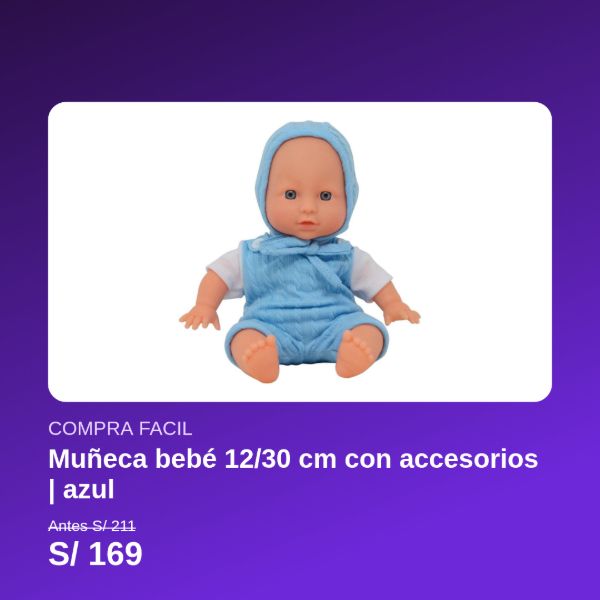 COMPRA FACIL
Muñeca bebé 12/30 cm con accesorios
| azul
Antes S/ 211
S/ 169